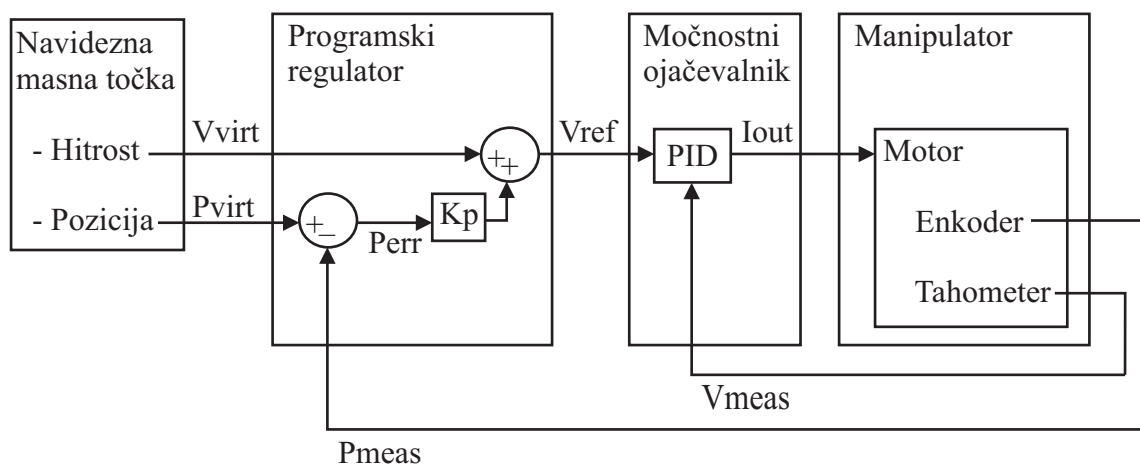 Navidezna
masna točka
- Hitrost
- Pozicija
Vvirt
Pvirt
Programski
regulator
++
+−
Perr
Kp
Vref
Močnostni
ojačevalnik
PID
Iout
Manipulator
Motor
Enkoder
Tahometer
Vmeas
Pmeas